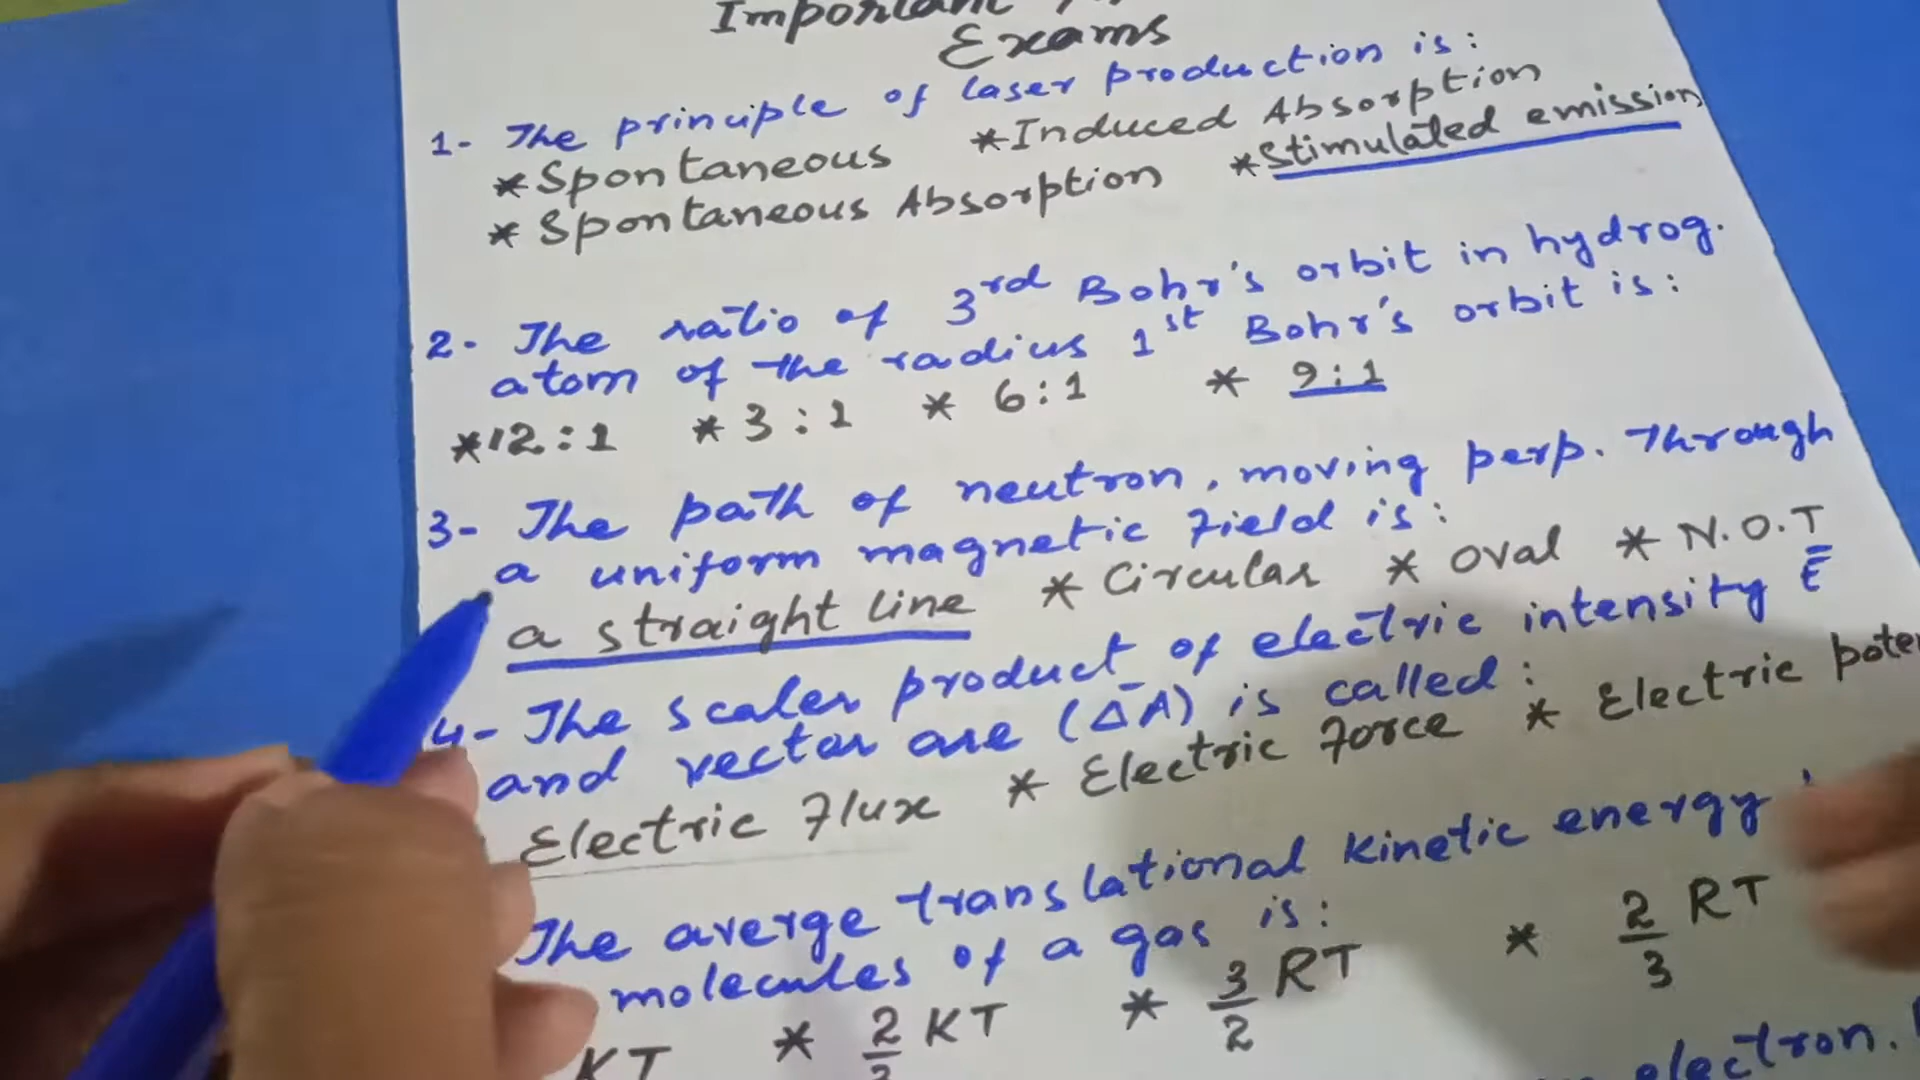 Important
Exams
1- The principle of laser production is:
* Spontaneous * Induced Absorption
* Spontaneous Absorption * Stimulated emission
2- The ratio of 3rd Bohr's orbit in hydrog.
atom of the radius 1st Bohr's orbit is:
* 12:1 * 3:1 * 6:1 * 9:1
3- The path of neutron, moving perp. Through
a uniform magnetic field is:
a straight line * Circular * Oval * N.O.T
4- The scaler product of electric intensity E̅
and vector are (ΔA̅) is called:
Electric Flux * Electric Force * Electric poten
The averge translational kinetic energy
molecules of a gas is:
KT * 2/3 KT * 3/2 RT * 2/3 RT
electron.